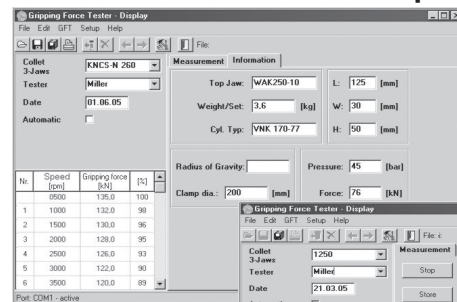 Gripping Force Tester - Display
File Edit GFT Setup Help
File:
Collet
3-Jaws KNCS-N 260
Tester Miller
Date 01.06.05
Automatic
Measurement Information
Top Jaw: WAK250-10 L: 125 [mm]
Weight/Set: 3,6 [kg] W: 30 [mm]
Cyl. Typ: VNK 170-77 H: 50 [mm]
Radius of Gravity: Pressure: 45 [bar]
Clamp dia.: 200 [mm] Force: 76 [kN]
Nr. Speed [rpm] Gripping force [kN] [%]
0500 135,0 100
1 1000 132,0 98
2 1500 130,0 96
3 2000 128,0 95
4 2500 126,0 93
5 3000 122,0 90
6 3500 120,0 89
Port: COM1 - active
Gripping Force Tester - Display
File Edit GFT Setup Help
File:
Collet
3-Jaws 1250
Tester Miller
Date 21.03.05
Measurement
Stop
Store